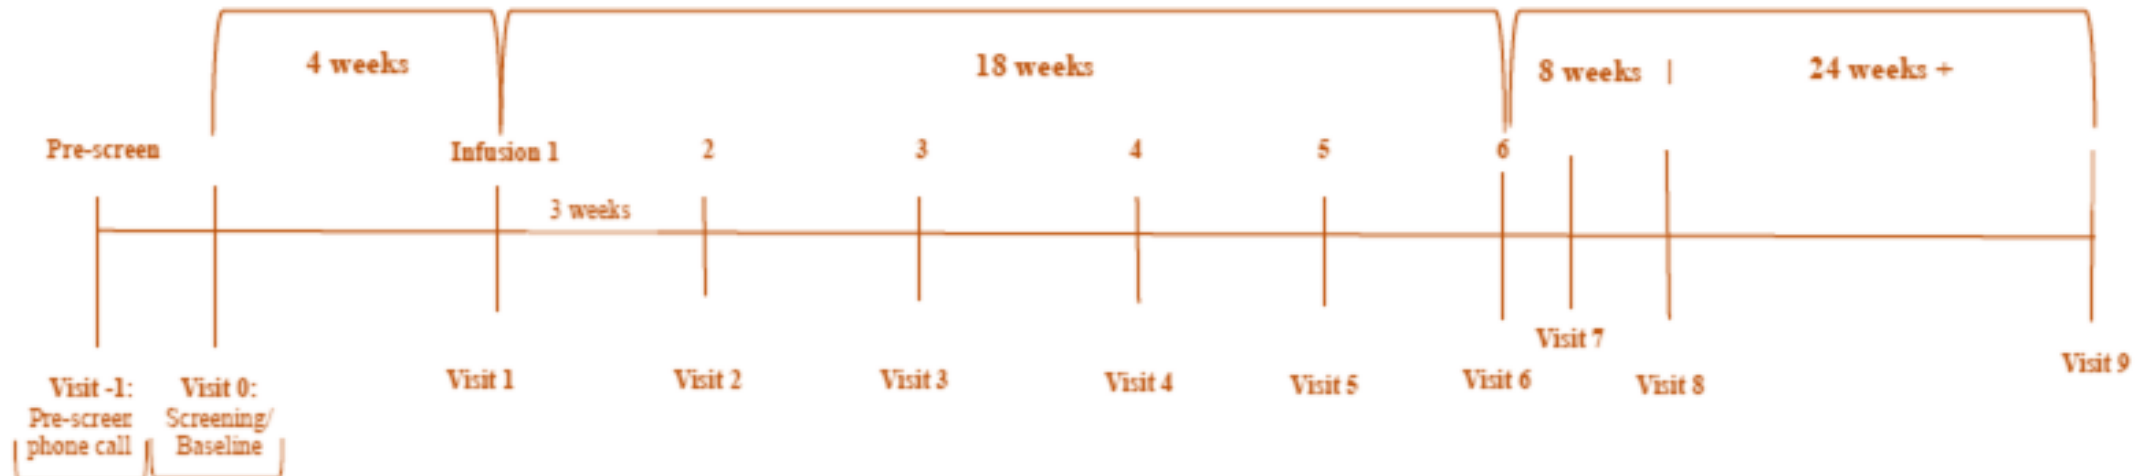 4 weeks
18 weeks
8 weeks |
24 weeks +
Pre-screen
Infusion 1
2
3
4
5
6
3 weeks
Visit -1:
Pre-screen
phone call
Visit 0:
Screening/
Baseline
Visit 1
Visit 2
Visit 3
Visit 4
Visit 5
Visit 6
Visit 7
Visit 8
Visit 9